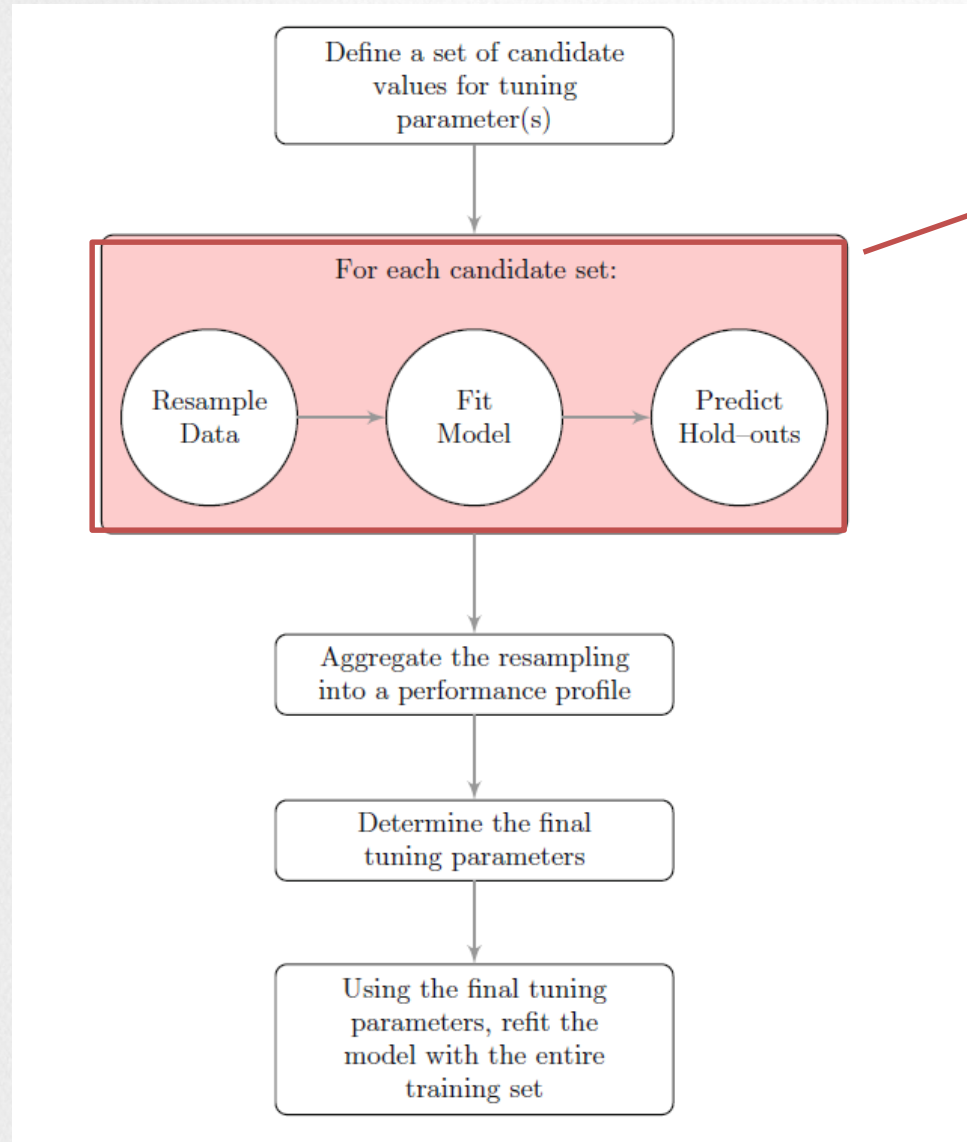 Define a set of candidate
values for tuning
parameter(s)
For each candidate set:
Resample
Data
Fit
Model
Predict
Hold–outs
Aggregate the resampling
into a performance profile
Determine the final
tuning parameters
Using the final tuning
parameters, refit the
model with the entire
training set